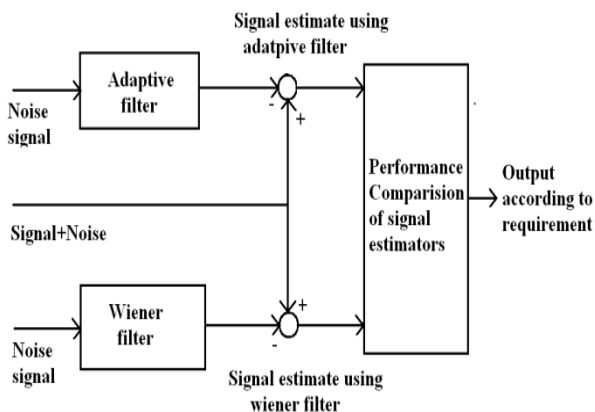 Signal estimate using
adatpive filter
Adaptive
filter
Noise
signal
-
+
Performance
Comparision
of signal
estimators
Output
according to
requirement
Signal+Noise
Wiener
filter
+
-
Noise
signal
Signal estimate using
wiener filter